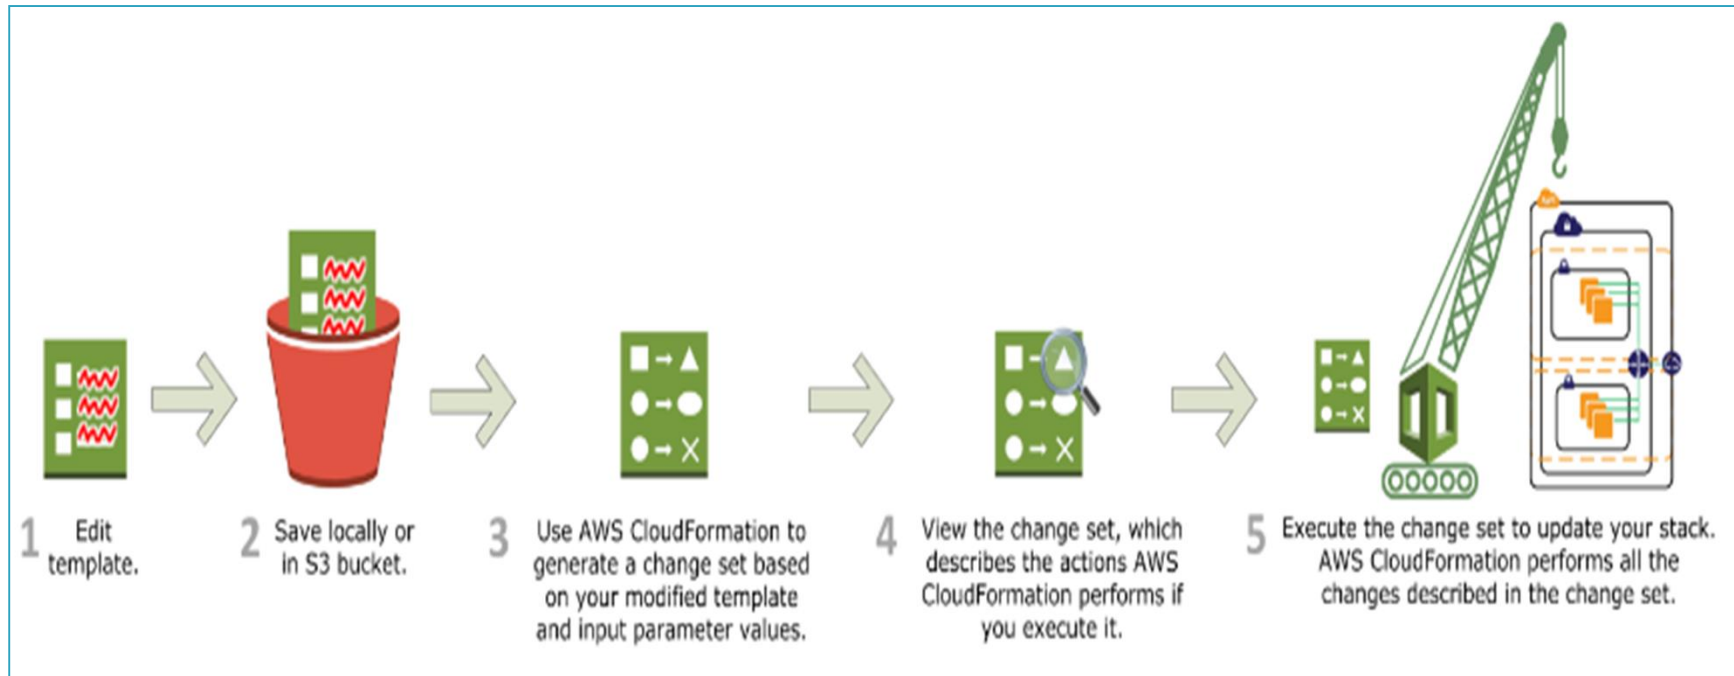 1 Edit
template.
2 Save locally or
in S3 bucket.
3 Use AWS CloudFormation to
generate a change set based
on your modified template
and input parameter values.
4 View the change set, which
describes the actions AWS
CloudFormation performs if
you execute it.
5 Execute the change set to update your stack.
AWS CloudFormation performs all the
changes described in the change set.